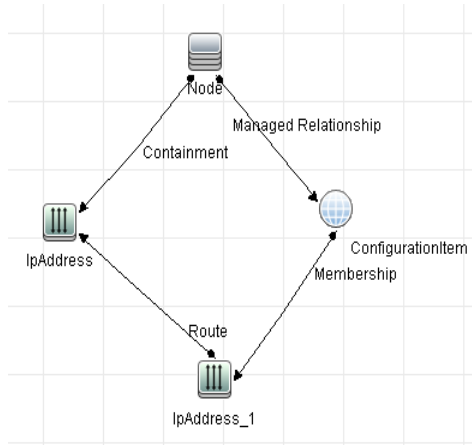 Node
Managed Relationship
Containment
ConfigurationItem
IpAddress
Membership
Route
IpAddress_1